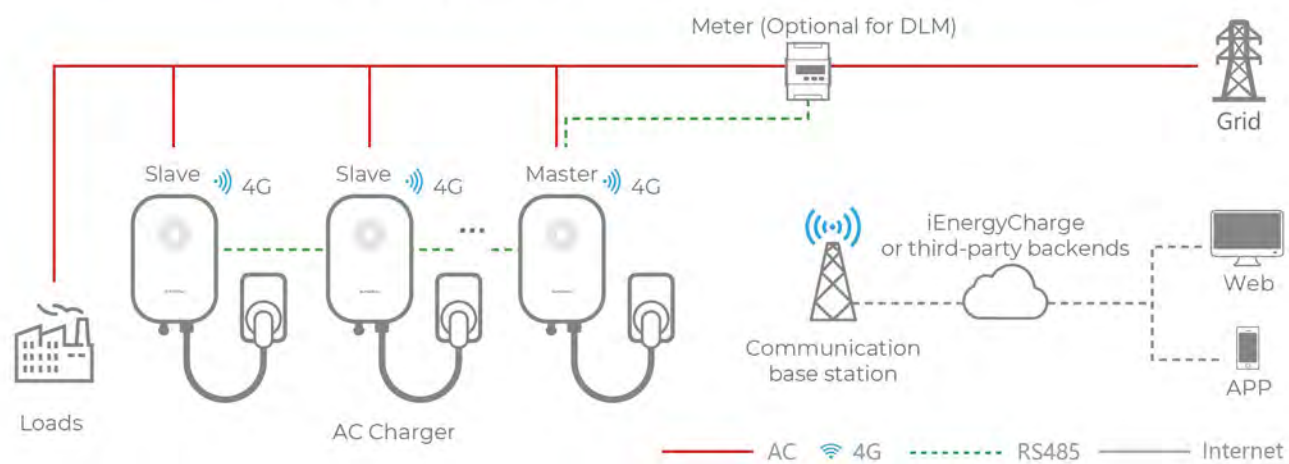 Meter (Optional for DLM)
Grid
Slave 4G
Slave 4G
Master 4G
...
iEnergyCharge
or third-party backends
Web
Communication
base station
APP
Loads
AC Charger
AC 4G RS485 Internet